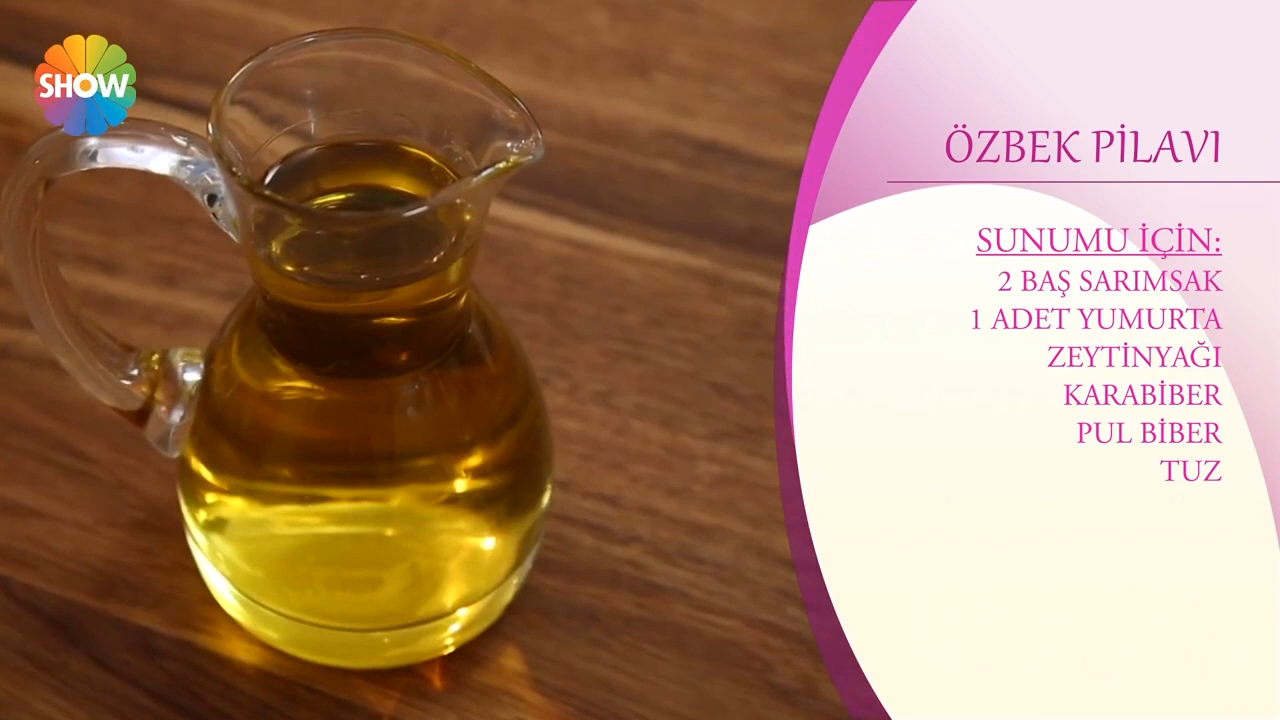 SHOW
ÖZBEK PİLAVI
SUNUMU İÇİN:
2 BAŞ SARIMSAK
1 ADET YUMURTA
ZEYTİNYAĞI
KARABİBER
PUL BİBER
TUZ